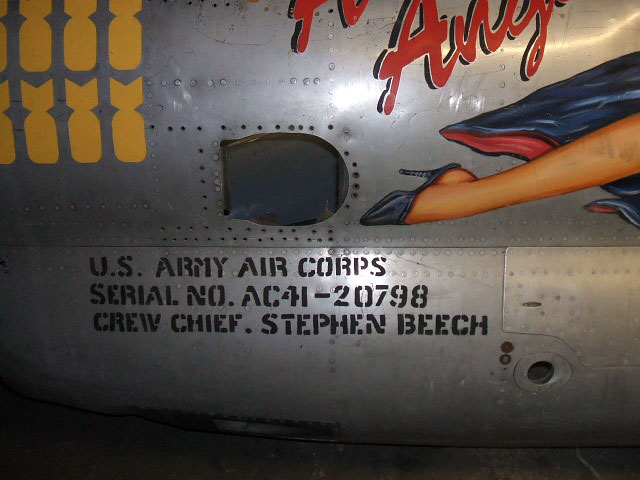 U.S. ARMY AIR CORPS
SERIAL NO. AC41-20798
CREW CHIEF. STEPHEN BEECH